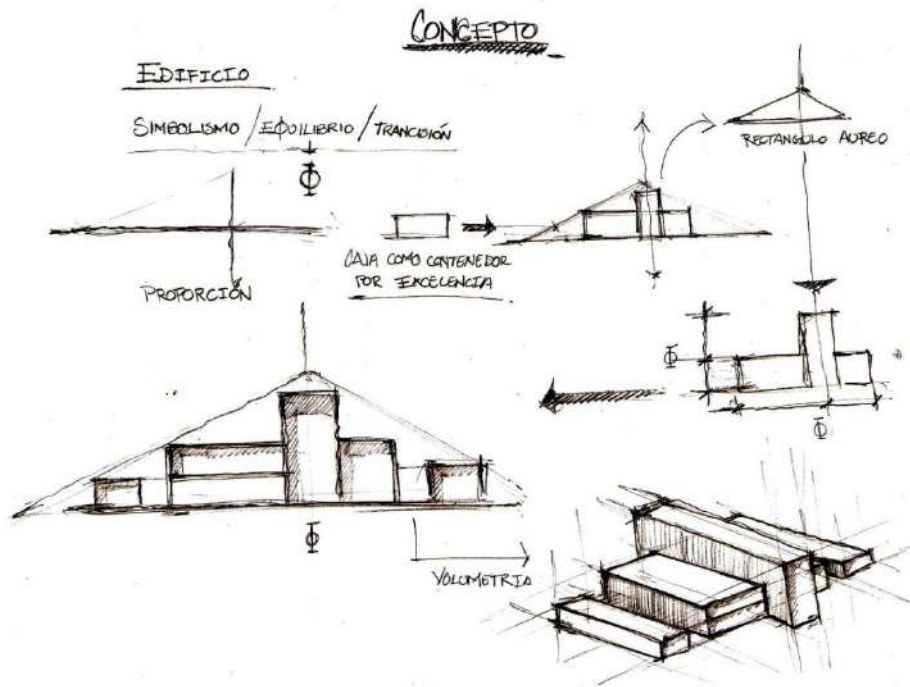 CONCEPTO
EDIFICIO
SIMBOLISMO / EQUILIBRIO / TRANCISIÓN
Φ
PROPORCIÓN
CAJA COMO CONTENEDOR
POR EXCELENCIA
RECTANGULO AUREO
Φ
Φ
Φ
VOLUMETRIA